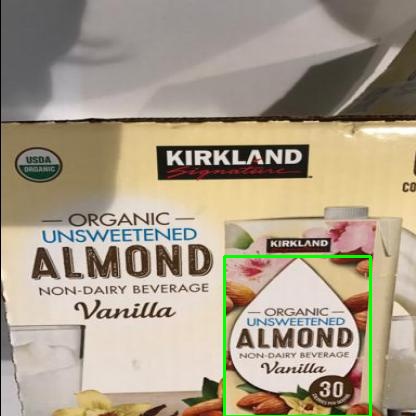 USDA
ORGANIC
KIRKLAND
Signature
CO
ORGANIC
UNSWEETENED
ALMOND
NON-DAIRY BEVERAGE
Vanilla
KIRKLAND
ORGANIC
UNSWEETENED
ALMOND
NON-DAIRY BEVERAGE
Vanilla
30